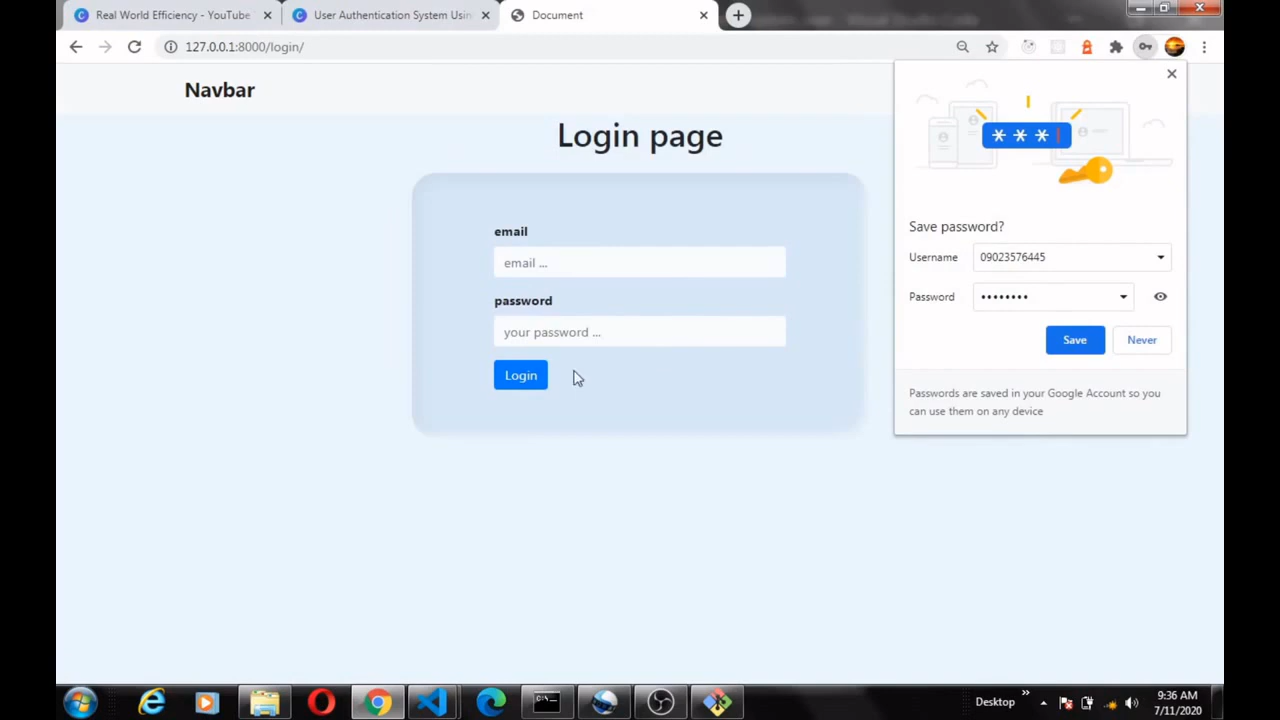 Real World Efficiency - YouTube
User Authentication System Usin
Document
127.0.0.1:8000/login/
Navbar
Login page
email
email ...
password
your password ...
Login
* * *
Save password?
Username
09023576445
Password
••••••••
Save
Never
Passwords are saved in your Google Account so you
can use them on any device
Desktop
9:36 AM
7/11/2020